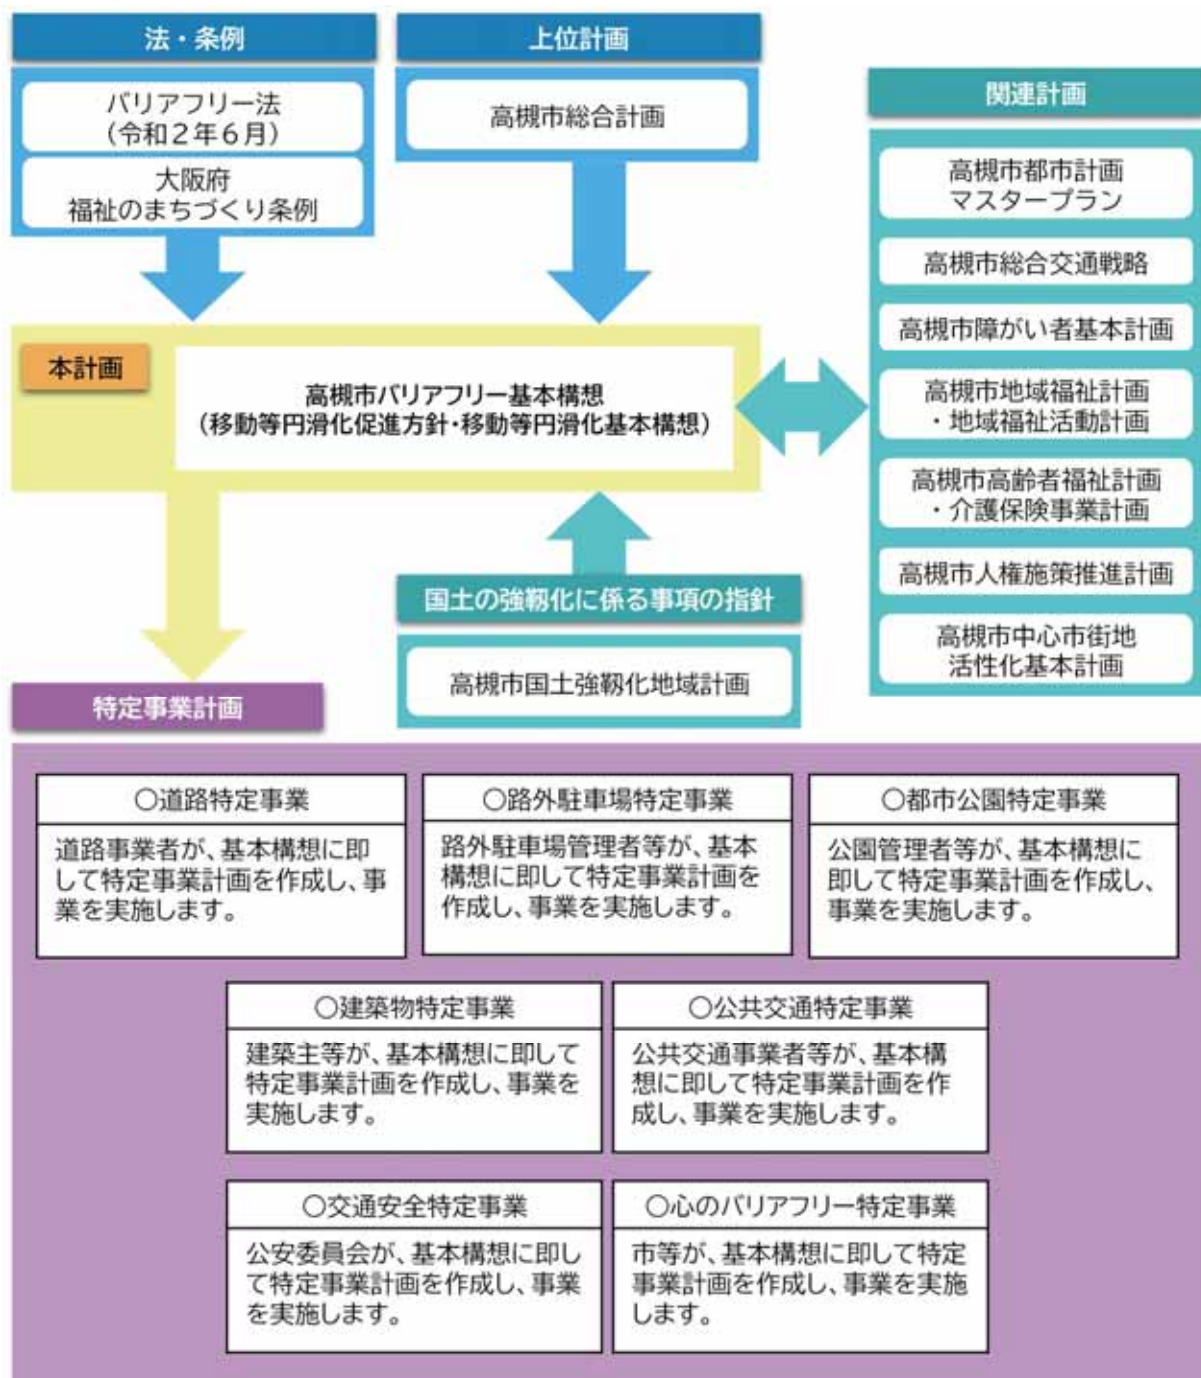 法・条例
バリアフリー法
(令和2年6月)
大阪府
福祉のまちづくり条例
上位計画
高槻市総合計画
関連計画
高槻市都市計画
マスタープラン
高槻市総合交通戦略
高槻市障がい者基本計画
高槻市地域福祉計画
・地域福祉活動計画
高槻市高齢者福祉計画
・介護保険事業計画
高槻市人権施策推進計画
高槻市中心市街地
活性化基本計画
本計画
高槻市バリアフリー基本構想
(移動等円滑化促進方針・移動等円滑化基本構想)
国土の強靱化に係る事項の指針
高槻市国土強靱化地域計画
特定事業計画
○道路特定事業
道路事業者が、基本構想に即
して特定事業計画を作成し、事
業を実施します。
○路外駐車場特定事業
路外駐車場管理者等が、基本
構想に即して特定事業計画を
作成し、事業を実施します。
○都市公園特定事業
公園管理者等が、基本構想に
即して特定事業計画を作成し、
事業を実施します。
○建築物特定事業
建築主等が、基本構想に即して
特定事業計画を作成し、事業を
実施します。
○公共交通特定事業
公共交通事業者等が、基本構
想に即して特定事業計画を作
成し、事業を実施します。
○交通安全特定事業
公安委員会が、基本構想に即し
て特定事業計画を作成し、事業
を実施します。
○心のバリアフリー特定事業
市等が、基本構想に即して特定
事業計画を作成し、事業を実施
します。